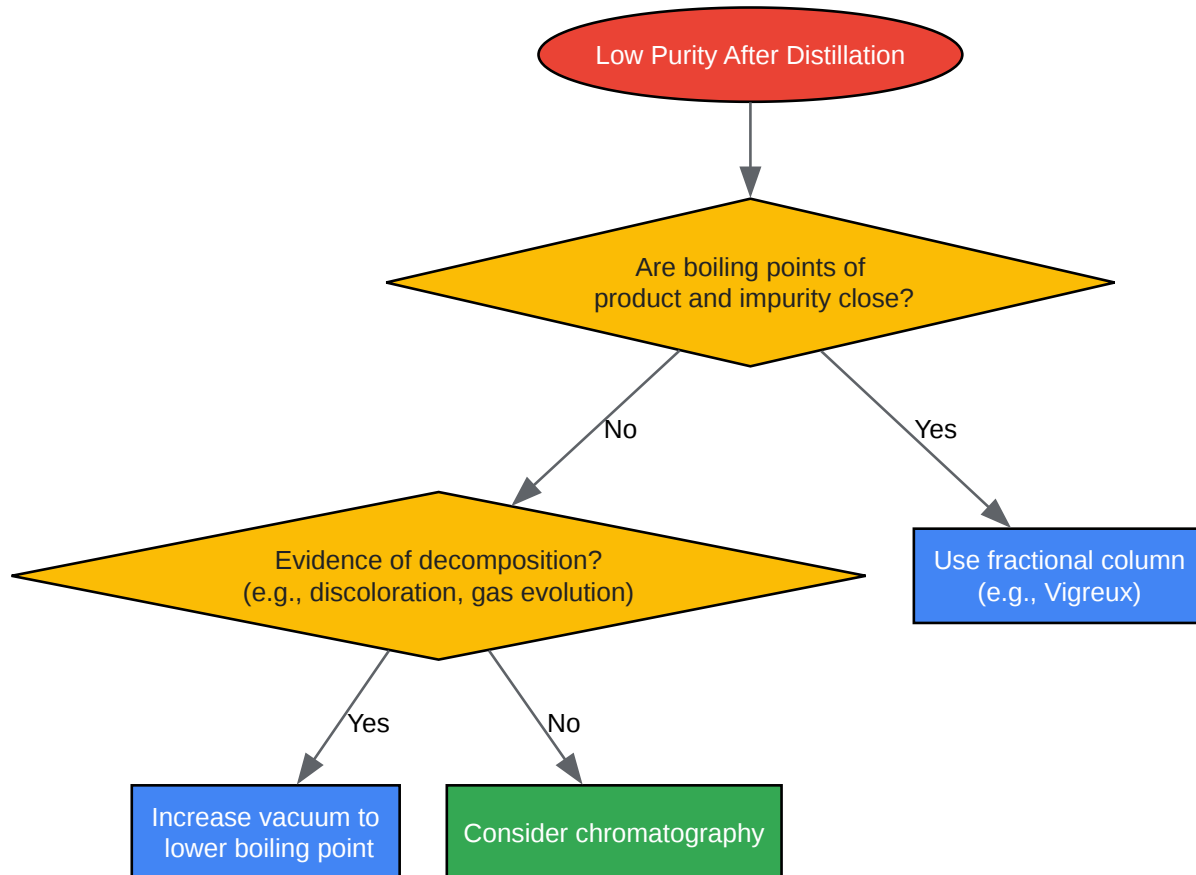 Low Purity After Distillation
Are boiling points of
product and impurity close?
No
Yes
Evidence of decomposition?
(e.g., discoloration, gas evolution)
Use fractional column
(e.g., Vigreux)
Yes
No
Increase vacuum to
lower boiling point
Consider chromatography